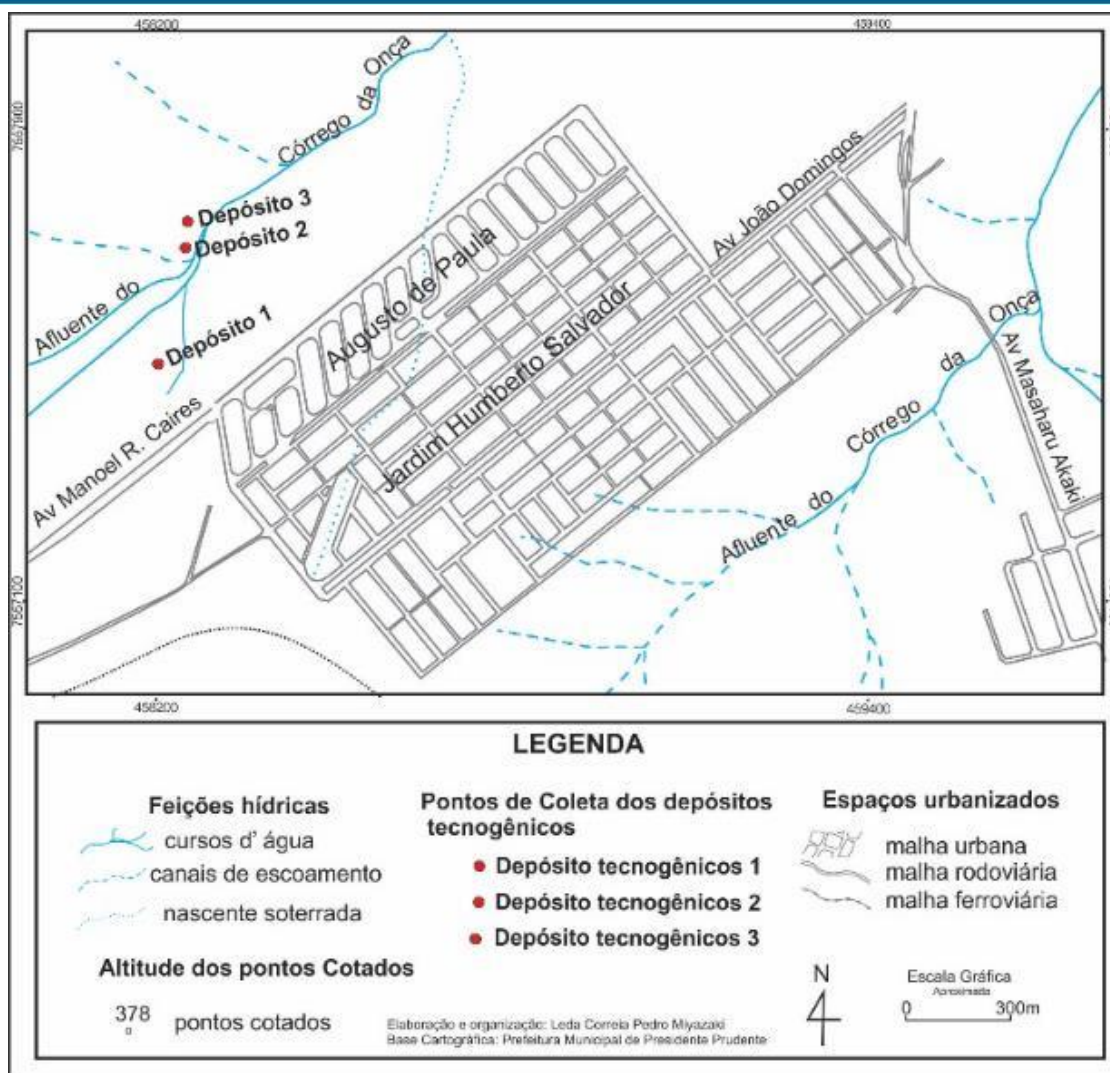 458200
459400
7667900
Córrego da Onça
Depósito 3
Depósito 2
Afluente do
Depósito 1
Av Manoel R. Caires
Augusto de Paula
Jardim Humberto Salvador
Av João Domingos
Afluente do Córrego da Onça
Av Masaharu Akaki
7557100
458200
459400
LEGENDA
Feições hídricas
cursos d' água
canais de escoamento
nascente soterrada
Altitude dos pontos Cotados
378
pontos cotados
Pontos de Coleta dos depósitos
tecnogênicos
Depósito tecnogênicos 1
Depósito tecnogênicos 2
Depósito tecnogênicos 3
Espaços urbanizados
malha urbana
malha rodoviária
malha ferroviária
Elaboração e organização: Leda Correia Pedro Miyazaki
Base Cartográfica: Prefeitura Municipal de Presidente Prudente
N
Escala Gráfica
Aproximada
0 300m